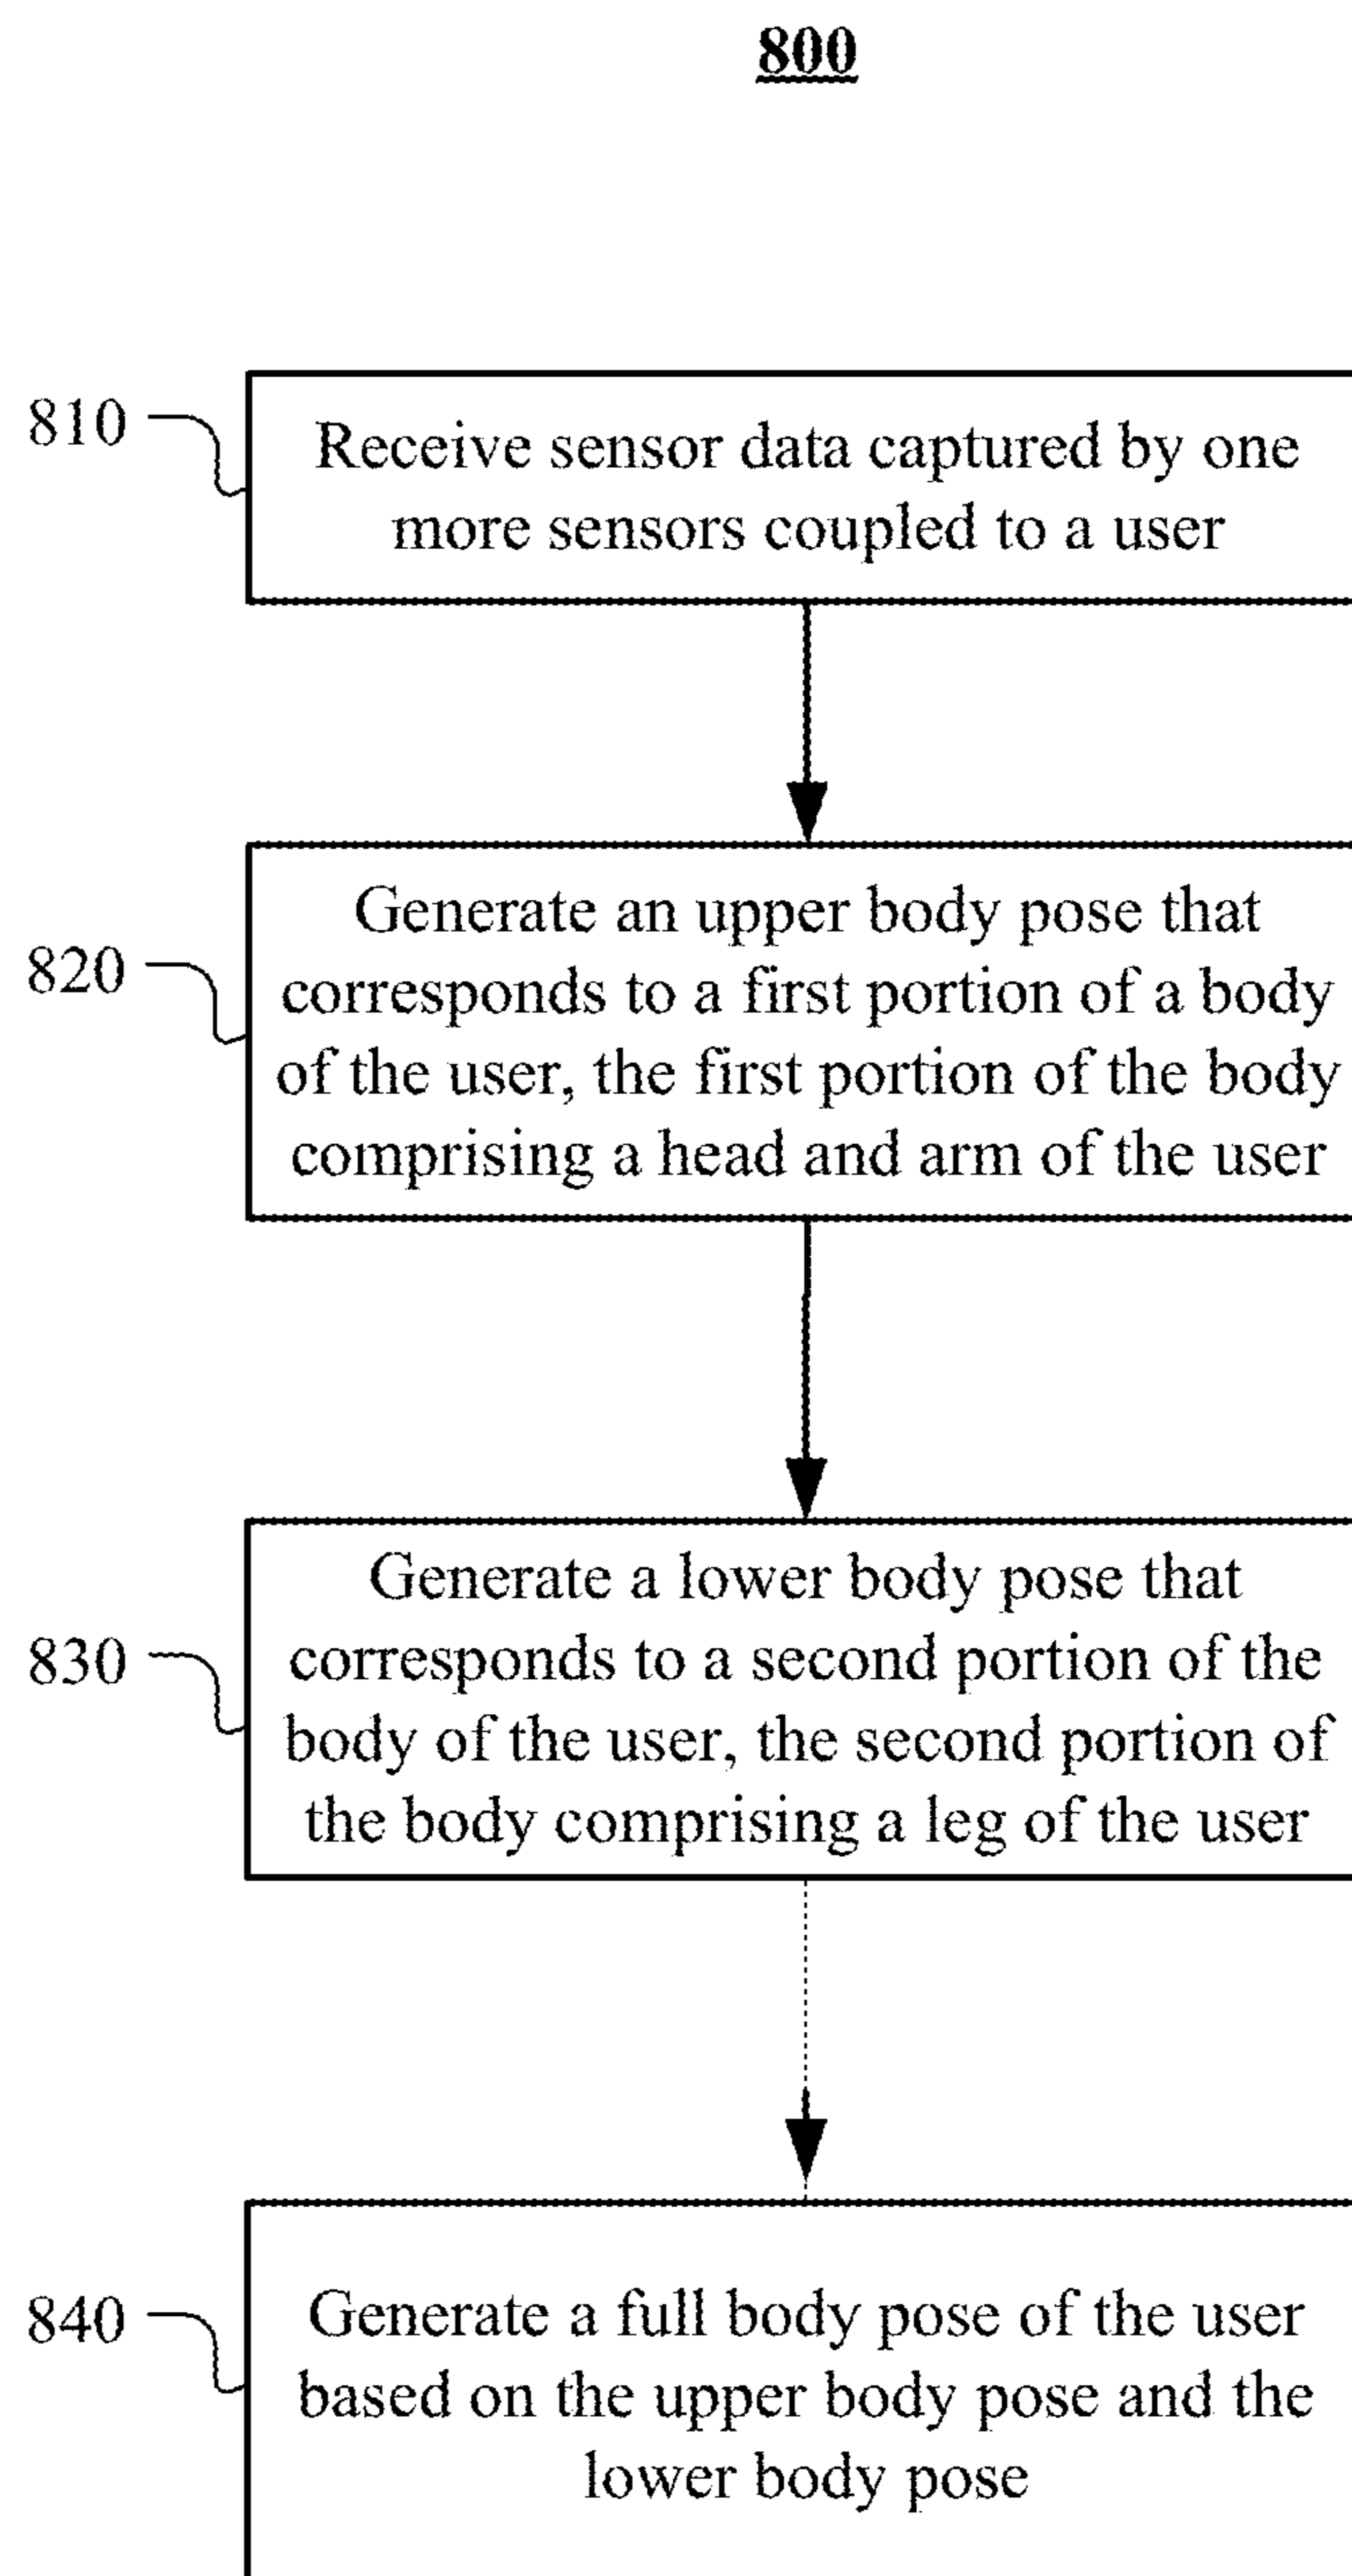 800
810
Receive sensor data captured by one
more sensors coupled to a user
820
Generate an upper body pose that
corresponds to a first portion of a body
of the user, the first portion of the body
comprising a head and arm of the user
830
Generate a lower body pose that
corresponds to a second portion of the
body of the user, the second portion of
the body comprising a leg of the user
840
Generate a full body pose of the user
based on the upper body pose and the
lower body pose